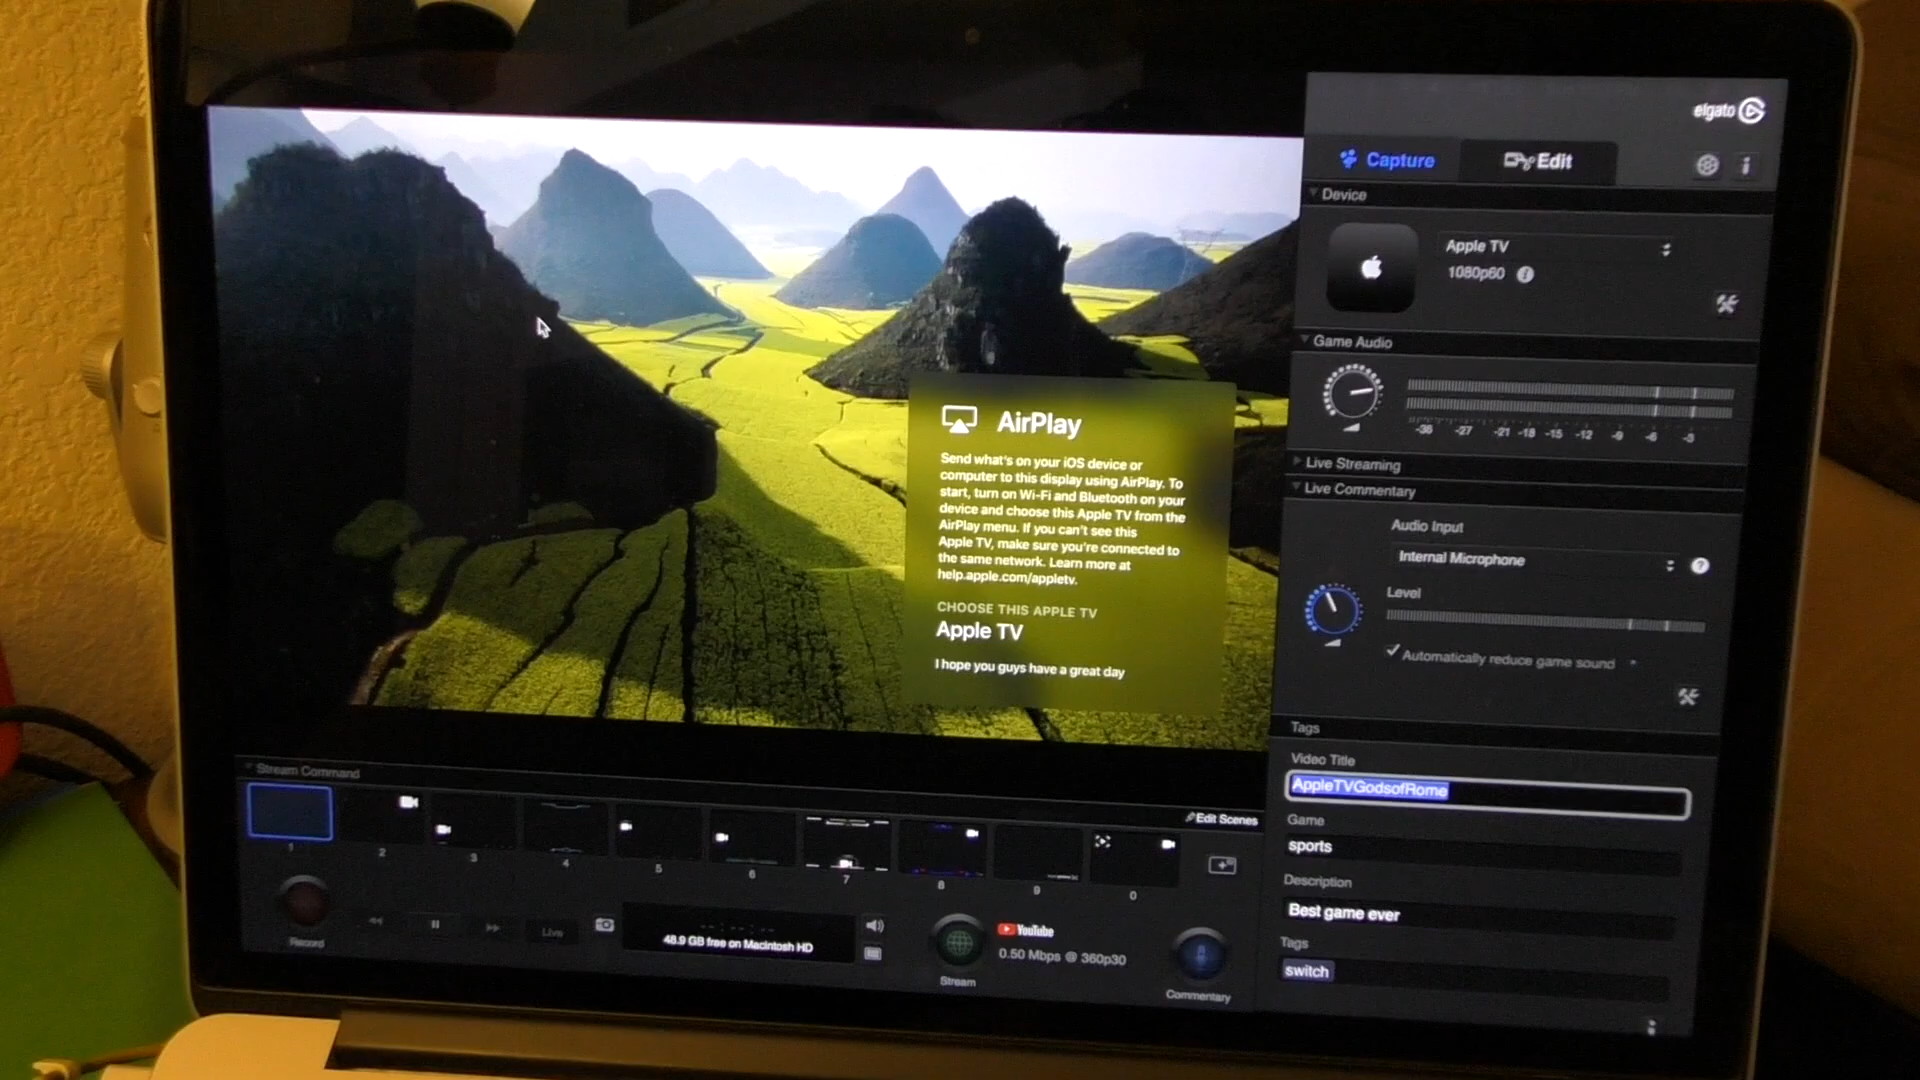 elgato
Capture
Edit
Device
Apple TV
1080p60
Game Audio
-36 -27 -21 -18 -15 -12 -9 -6 -3
Live Streaming
Live Commentary
Audio Input
Internal Microphone
Level
Automatically reduce game sound
Tags
Video Title
AppleTVGodsofRome
Game
sports
Description
Best game ever
Tags
switch
AirPlay
Send what's on your iOS device or
computer to this display using AirPlay. To
start, turn on Wi-Fi and Bluetooth on your
device and choose this Apple TV from the
AirPlay menu. If you can't see this
Apple TV, make sure you're connected to
the same network. Learn more at
help.apple.com/appletv.
CHOOSE THIS APPLE TV
Apple TV
I hope you guys have a great day
Stream Command
Edit Scenes
1 2 3 4 5 6 7 8 9 0
Record
Live
48.9 GB free on Macintosh HD
Stream
YouTube
0.50 Mbps @ 360p30
Commentary